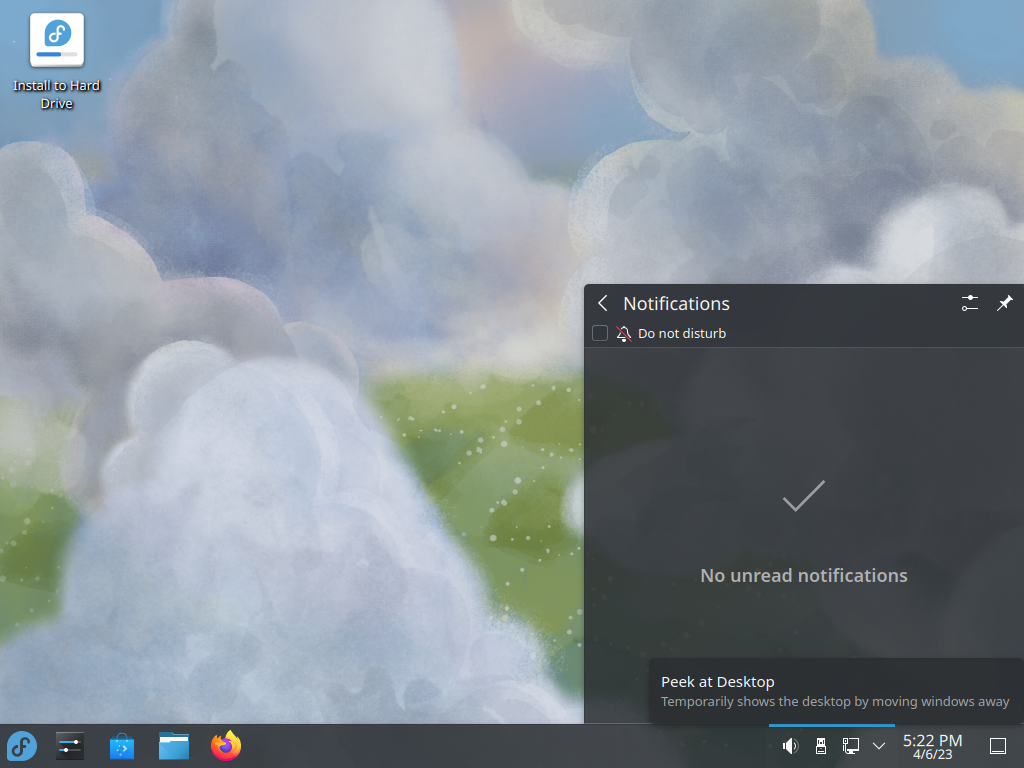 Install to Hard
Drive
Notifications
Do not disturb
No unread notifications
Peek at Desktop
Temporarily shows the desktop by moving windows away
5:22 PM
4/6/23